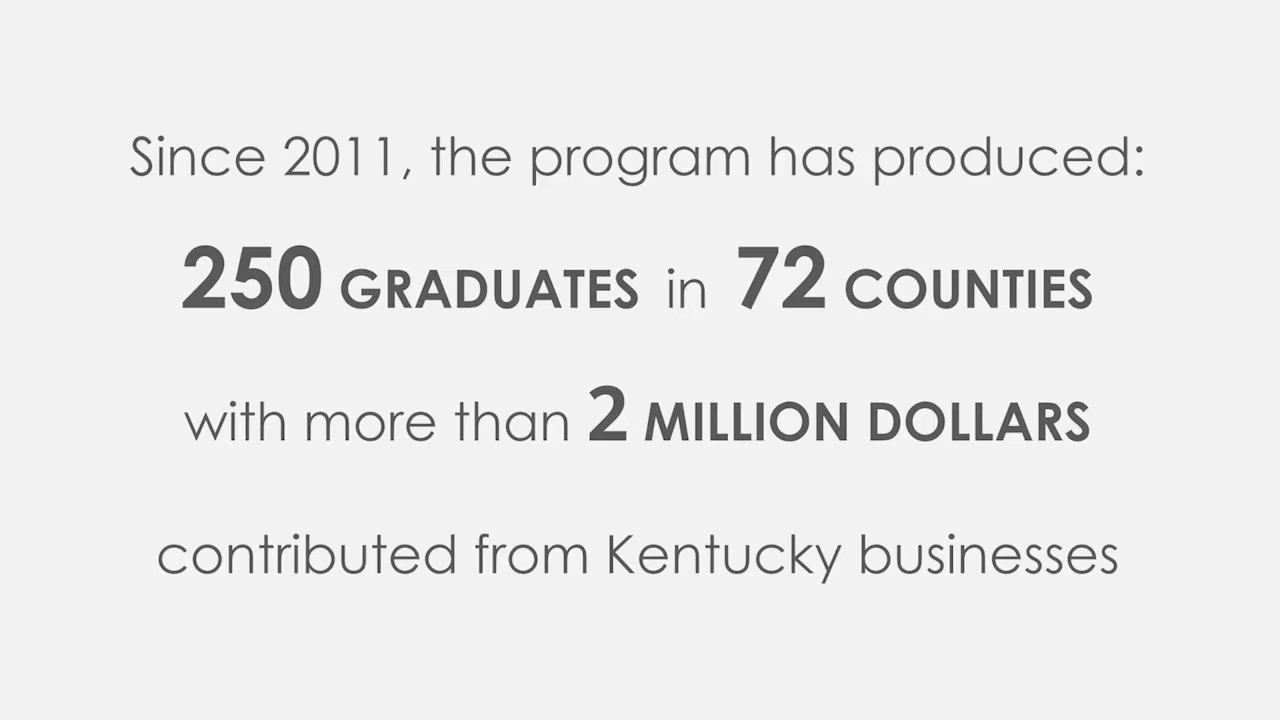 Since 2011, the program has produced:
250 GRADUATES in 72 COUNTIES
with more than 2 MILLION DOLLARS
contributed from Kentucky businesses